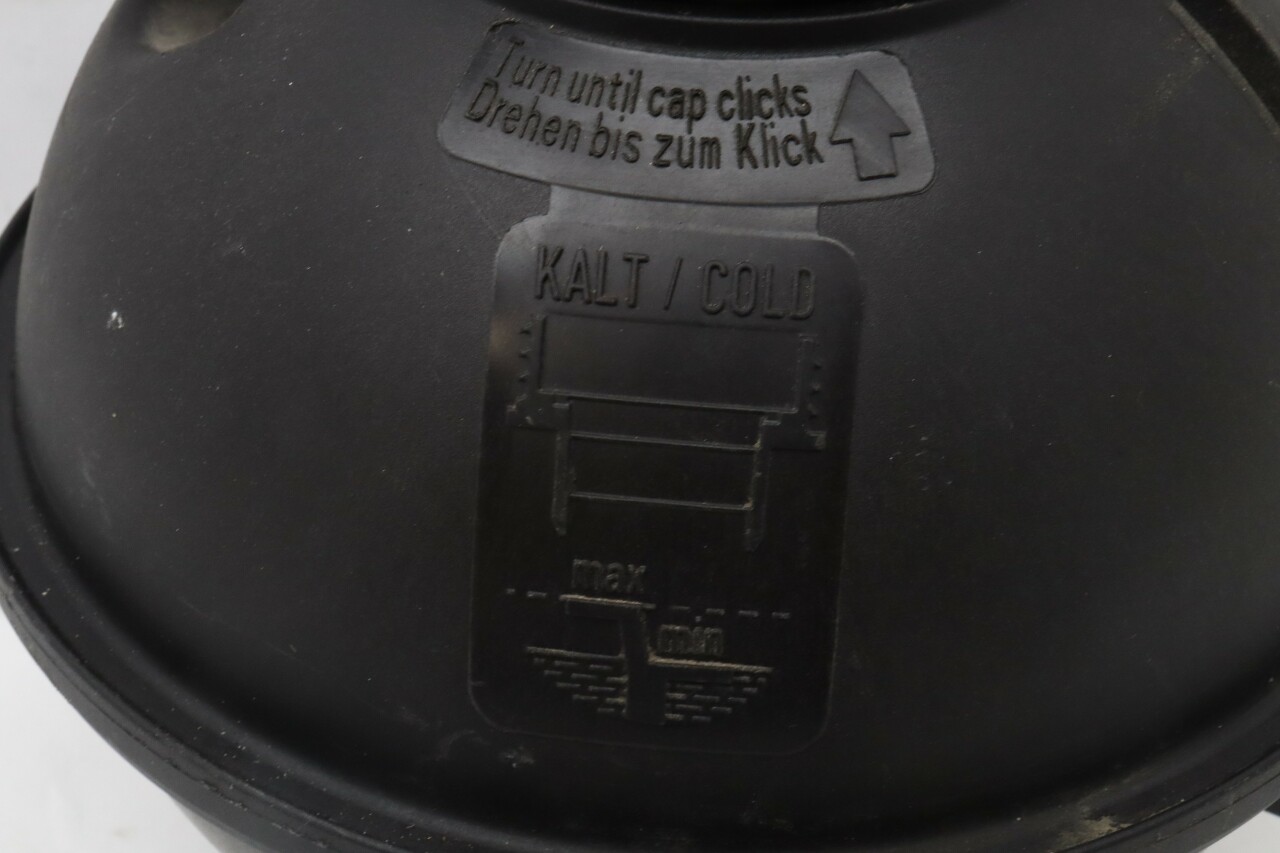 Turn until cap clicks
Drehen bis zum Klick
KALT / COLD
max
min